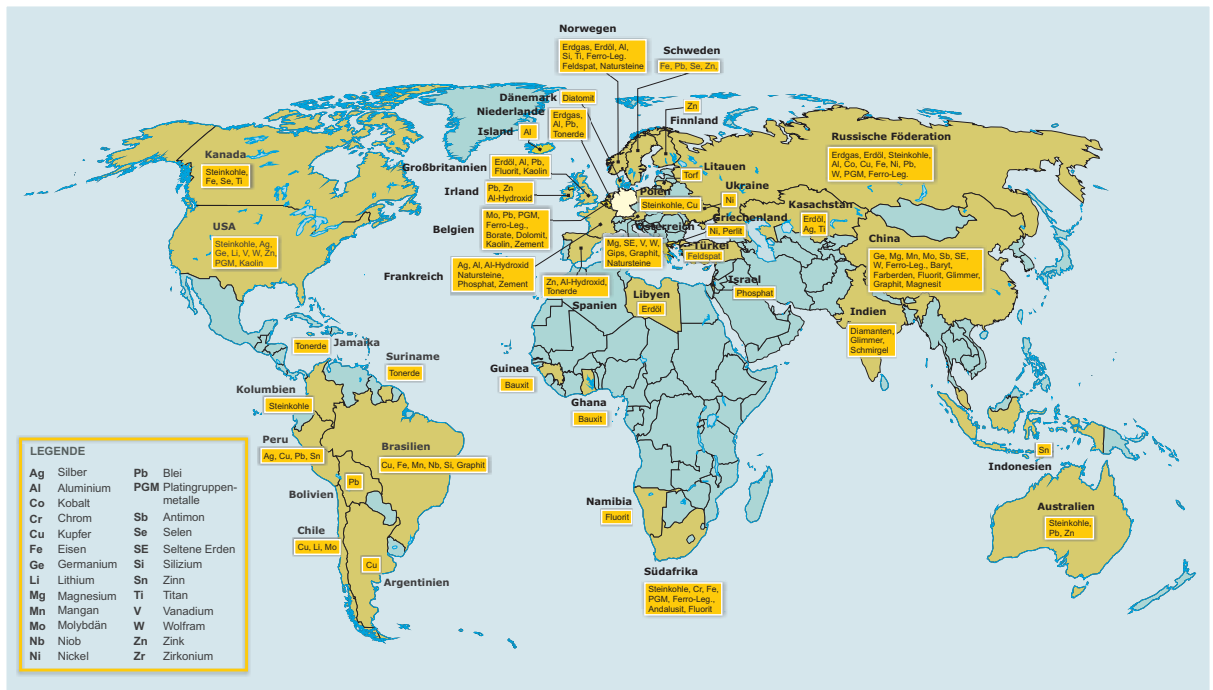 Norwegen
Erdgas, Erdöl, Al,
Si, Ti, Ferro-Leg.
Feldspat, Natursteine
Schweden
Fe, Pb, Se, Zn,
Dänemark
Diatomit
Niederlande
Erdgas,
Al, Pb,
Tonerde
Island
Al
Zn
Finnland
Russische Föderation
Erdgas, Erdöl, Steinkohle,
Al, Co, Cu, Fe, Ni, Pb,
W, PGM, Ferro-Leg.
Kanada
Steinkohle,
Fe, Se, Ti
Großbritannien
Erdöl, Al, Pb,
Fluorit, Kaolin
Litauen
Torf
Irland
Pb, Zn
Al-Hydroxid
Polen
Steinkohle, Cu
Ukraine
Ni
Kasachstan
Erdöl,
Ag, Ti
USA
Steinkohle, Ag,
Ge, Li, V, W, Zn,
PGM, Kaolin
Belgien
Mo, Pb, PGM,
Ferro-Leg.,
Borate, Dolomit,
Kaolin, Zement
Österreich
Mg, SE, V, W,
Gips, Graphit,
Natursteine
Griechenland
Ni, Perlit
Türkei
Feldspat
China
Ge, Mg, Mn, Mo, Sb, SE,
W, Ferro-Leg., Baryt,
Farberden, Fluorit, Glimmer,
Graphit, Magnesit
Frankreich
Ag, Al, Al-Hydroxid
Natursteine,
Phosphat, Zement
Zn, Al-Hydroxid,
Tonerde
Spanien
Libyen
Erdöl
Israel
Phosphat
Indien
Diamanten,
Glimmer,
Schmirgel
Tonerde
Jamaika
Suriname
Tonerde
Guinea
Bauxit
Ghana
Bauxit
Kolumbien
Steinkohle
Peru
Ag, Cu, Pb, Sn
Brasilien
Cu, Fe, Mn, Nb, Si, Graphit
Pb
Bolivien
Sn
Indonesien
Namibia
Fluorit
Australien
Steinkohle,
Pb, Zn
Chile
Cu, Li, Mo
Cu
Argentinien
Südafrika
Steinkohle, Cr, Fe,
PGM, Ferro-Leg.,
Andalusit, Fluorit
LEGENDE
Ag Silber
Al Aluminium
Co Kobalt
Cr Chrom
Cu Kupfer
Fe Eisen
Ge Germanium
Li Lithium
Mg Magnesium
Mn Mangan
Mo Molybdän
Nb Niob
Ni Nickel
Pb Blei
PGM Platingruppen-
metalle
Sb Antimon
Se Selen
SE Seltene Erden
Si Silizium
Sn Zinn
Ti Titan
V Vanadium
W Wolfram
Zn Zink
Zr Zirkonium